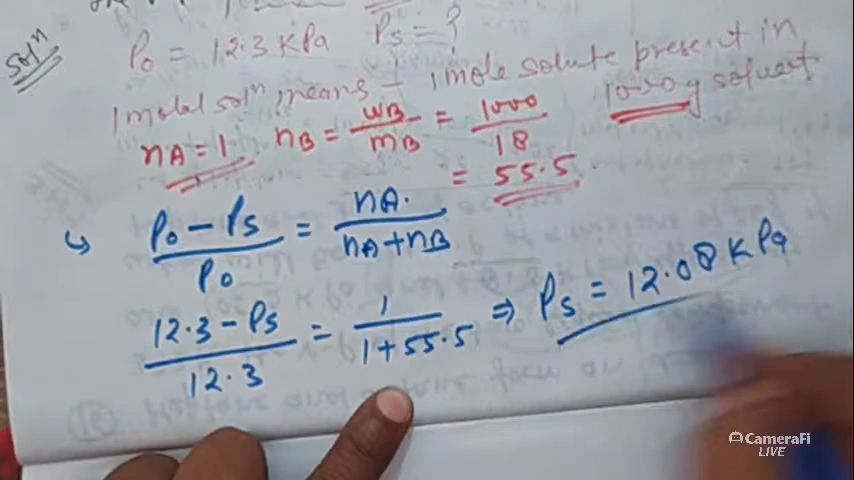 Solⁿ
P₀ = 12.3 kPa   Ps = ?
1 molal solⁿ means - 1 mole solute present in
1000 g solvent
nA = 1   nB = WB/mB = 1000/18
= 55.5
↳ P₀ - Ps / P₀ = nA. / nA + nB
12.3 - Ps / 12.3 = 1 / 1 + 55.5 ⇒ Ps = 12.08 kPa
CameraFi
LIVE